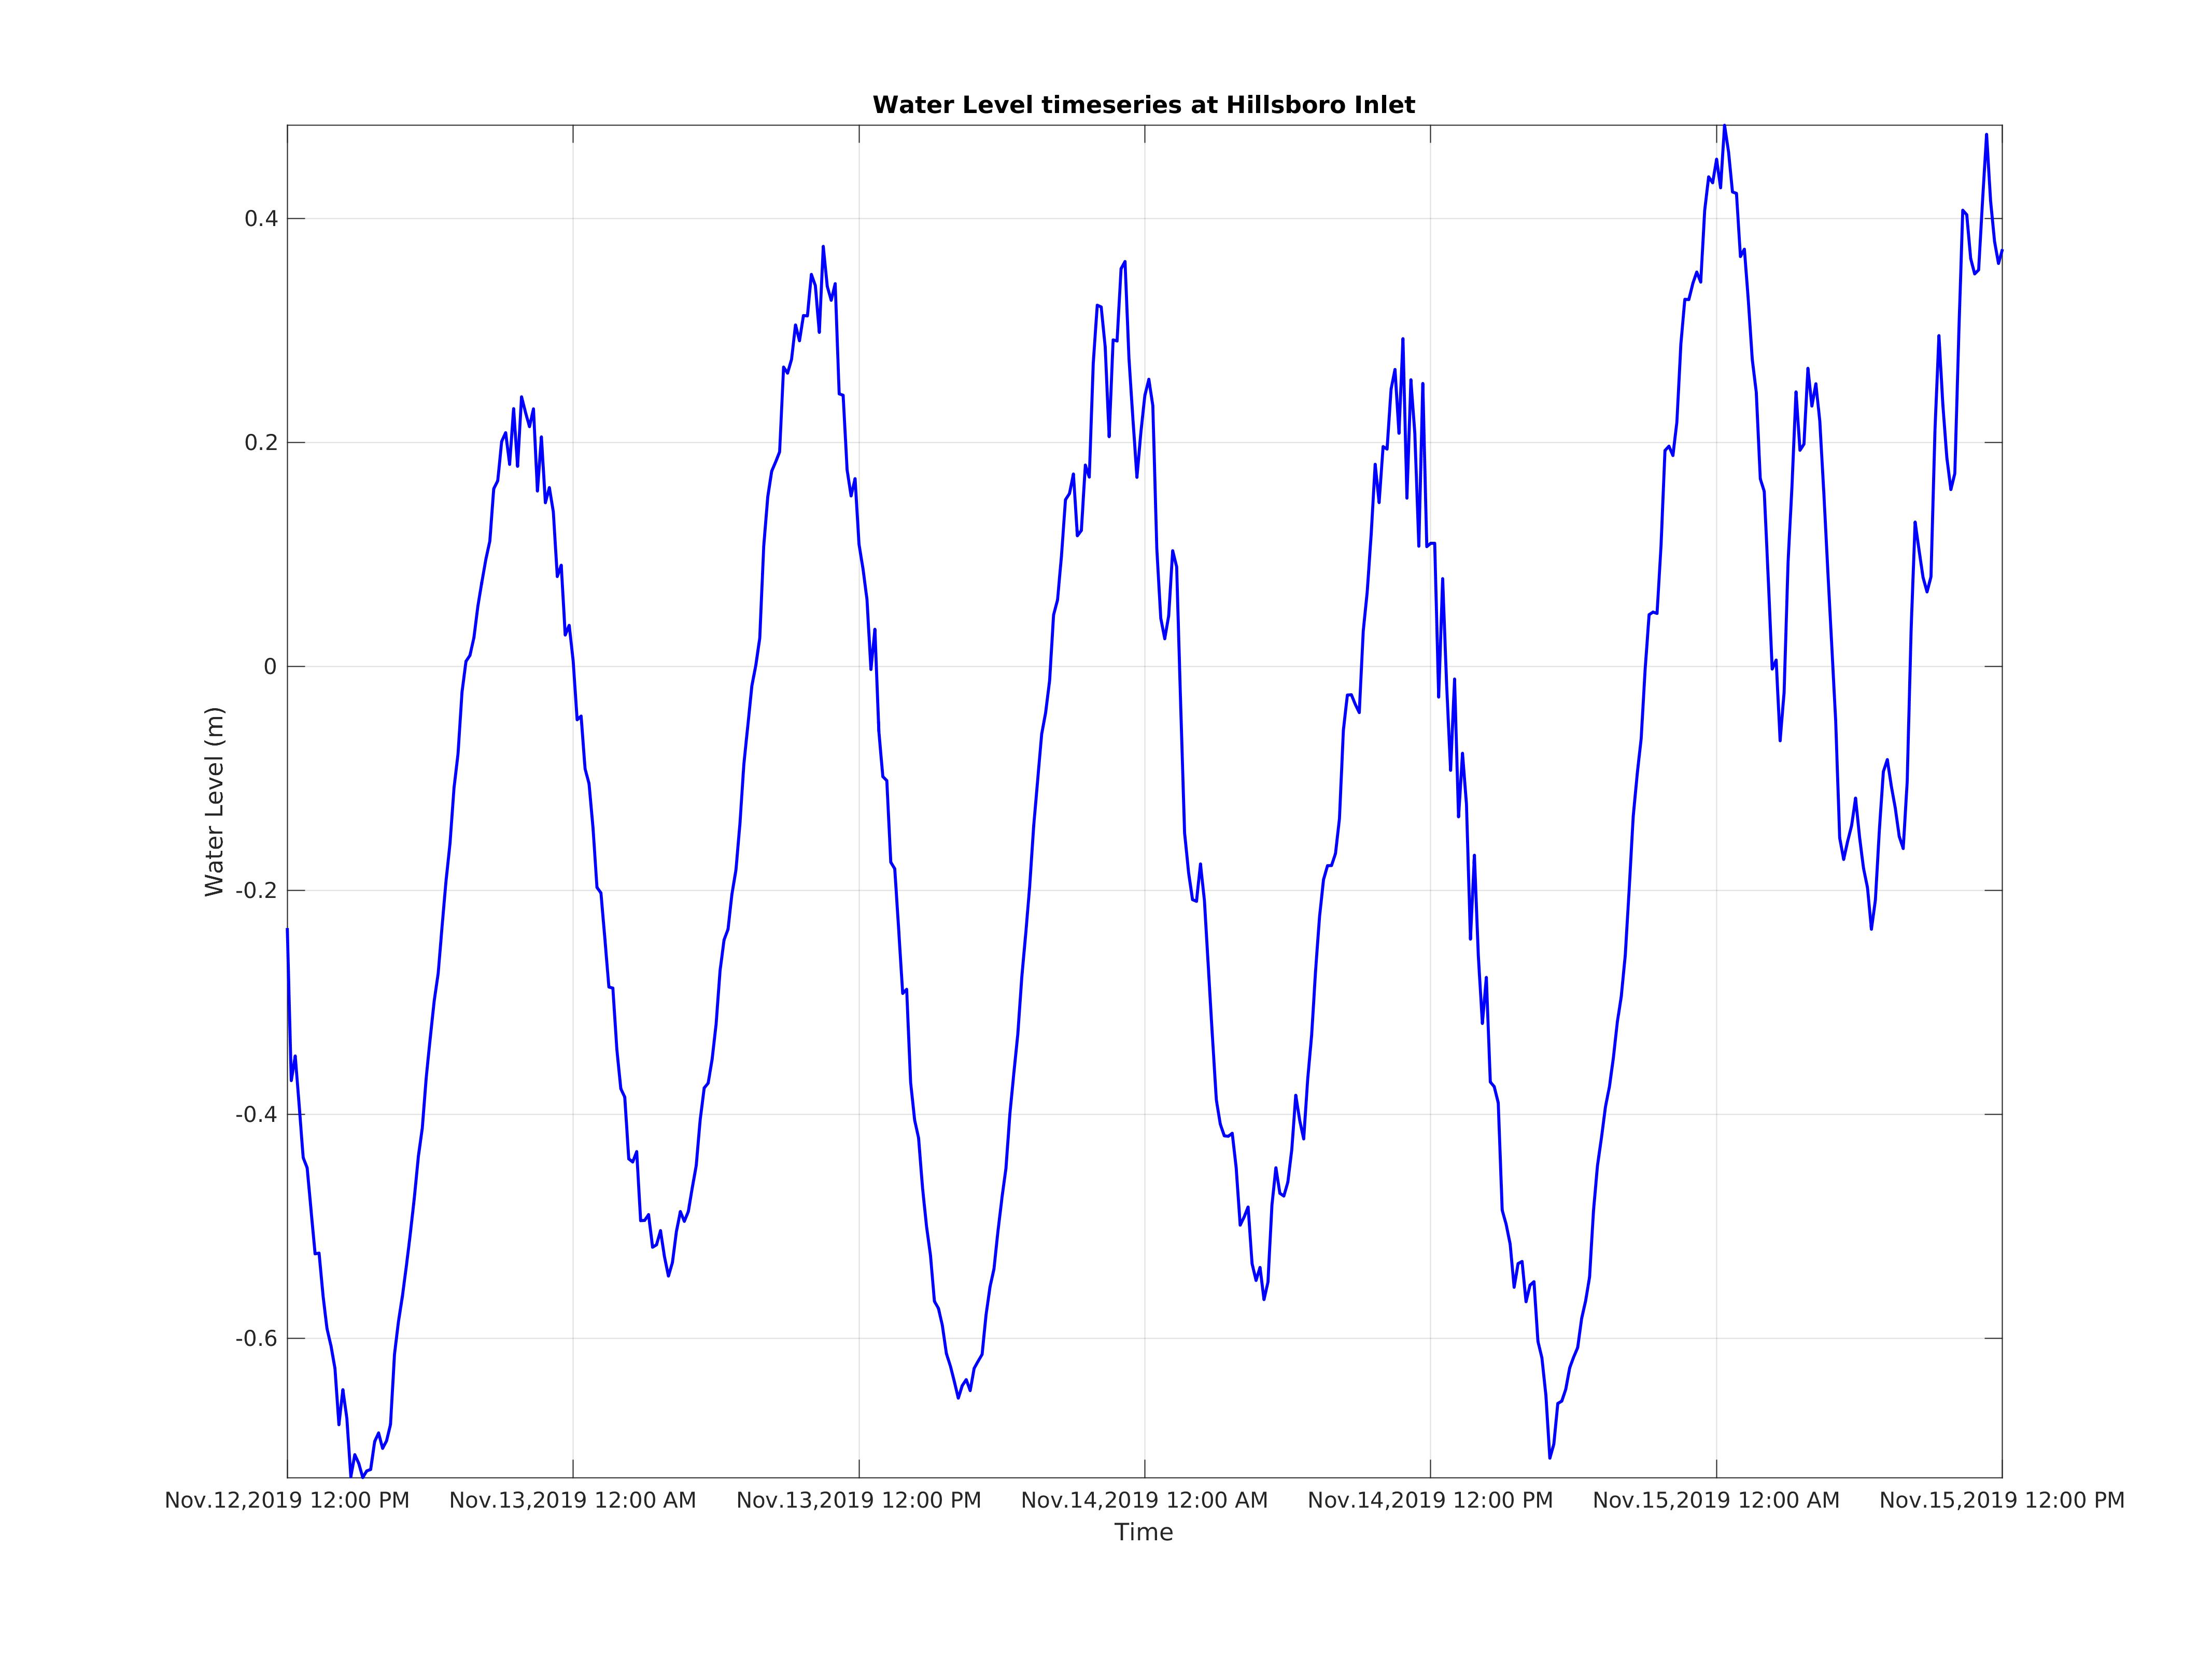 Water Level timeseries at Hillsboro Inlet
0.4
0.2
0
-0.2
-0.4
-0.6
Water Level (m)
Nov.12,2019 12:00 PM Nov.13,2019 12:00 AM Nov.13,2019 12:00 PM Nov.14,2019 12:00 AM Nov.14,2019 12:00 PM Nov.15,2019 12:00 AM Nov.15,2019 12:00 PM
Time